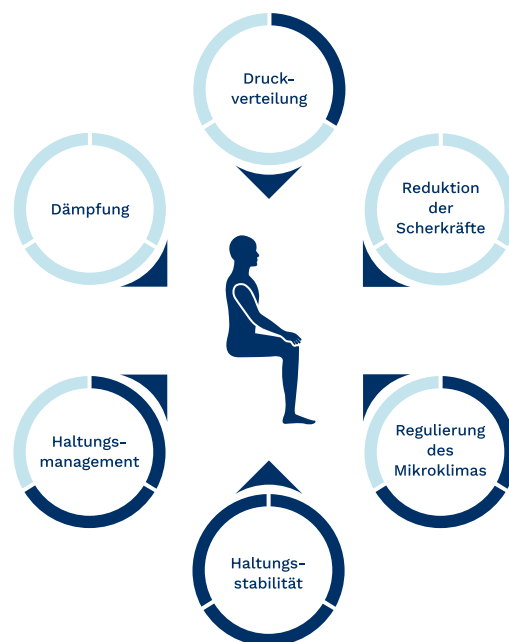 Druck-
verteilung
Dämpfung
Reduktion
der
Scherkräfte
Haltungs-
management
Regulierung
des
Mikroklimas
Haltungs-
stabilität